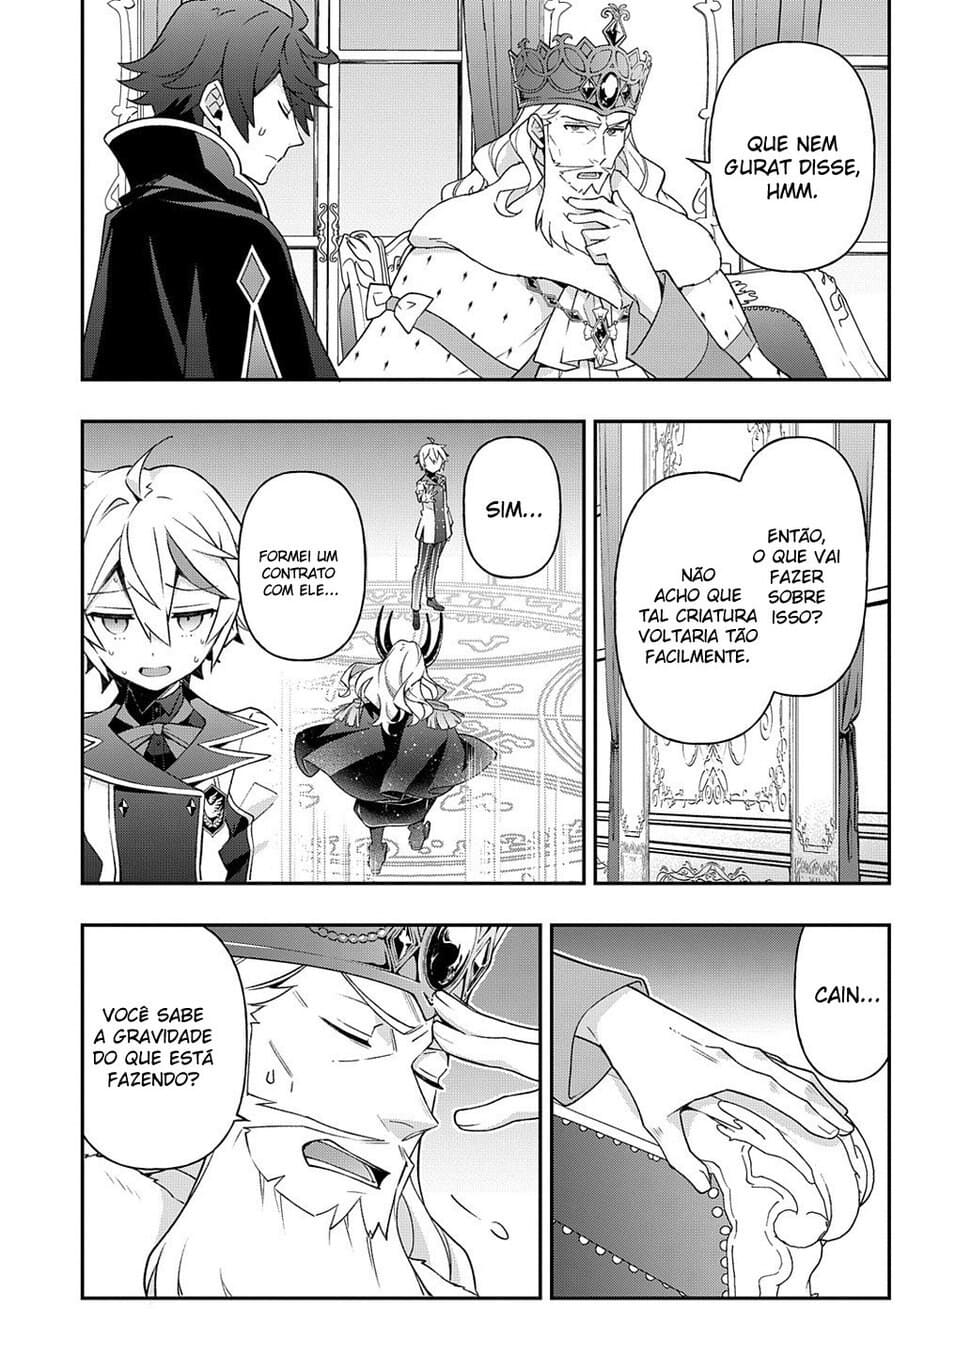 QUE NEM
GURAT DISSE,
HMM.
ENTÃO,
O QUE VAI
FAZER
SOBRE
ISSO?
NÃO
ACHO QUE
TAL CRIATURA
VOLTARIA TÃO
FACILMENTE.
SIM...
FORMEI UM
CONTRATO
COM ELE...
CAIN...
VOCÊ SABE
A GRAVIDADE
DO QUE ESTÁ
FAZENDO?